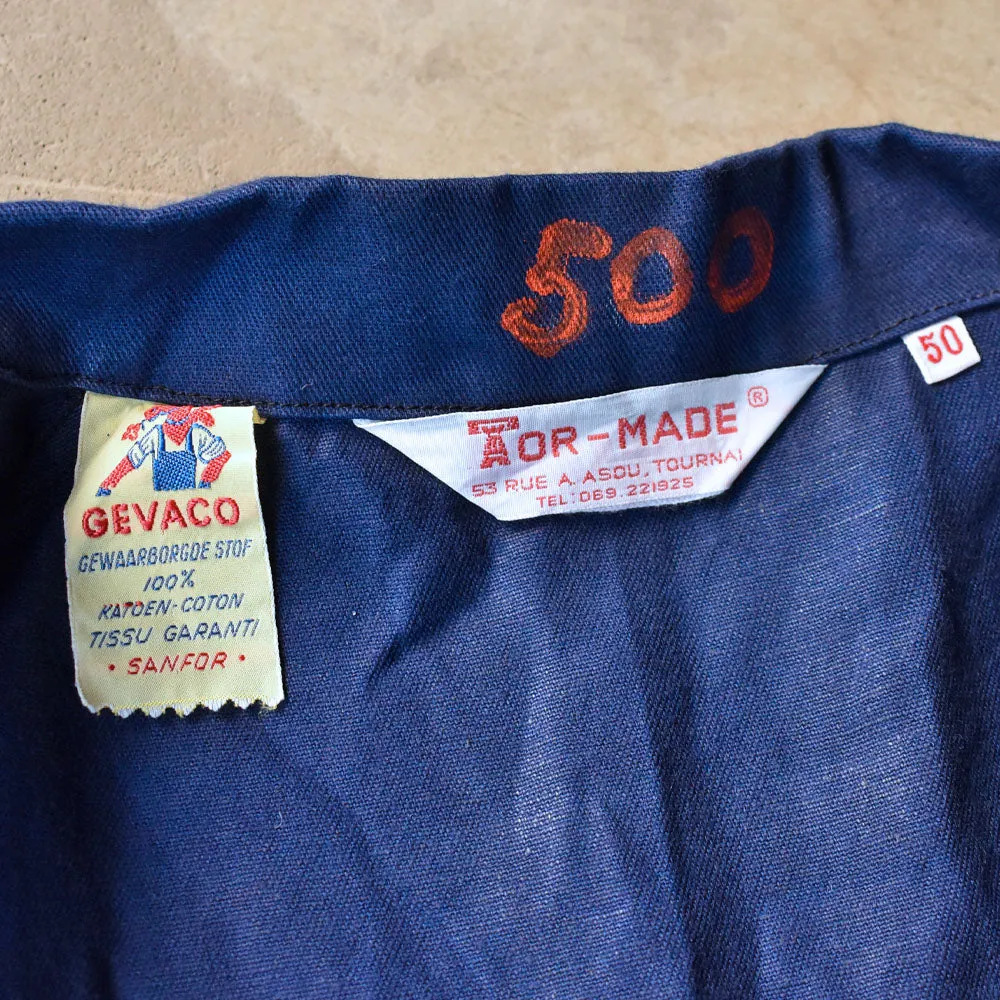 500
50
TOR-MADE ®
53 RUE A. ASOU, TOURNAI
TEL: 069.221925
GEVACO
GEWAARBORGDE STOF
100%
KATOEN-COTON
TISSU GARANTI
• SANFOR •